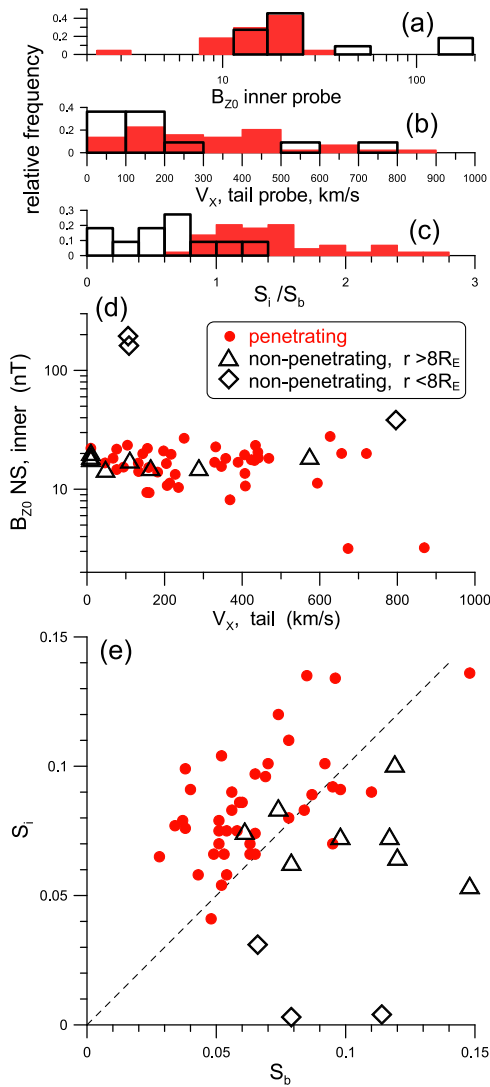 relative frequency
0.4
0.2
0
(a)
10
100
B_Z0 inner probe
0.4
0.2
0
(b)
0 100 200 300 400 500 600 700 800 900 1000
V_X, tail probe, km/s
0.3
0.2
0.1
0
(c)
0 1 2 3
S_i /S_b
(d)
penetrating
non-penetrating, r >8R_E
non-penetrating, r <8R_E
B_Z0 NS, inner (nT)
100
10
0 200 400 600 800 1000
V_X, tail (km/s)
(e)
S_i
0.15
0.1
0.05
0
0 0.05 0.1 0.15
S_b